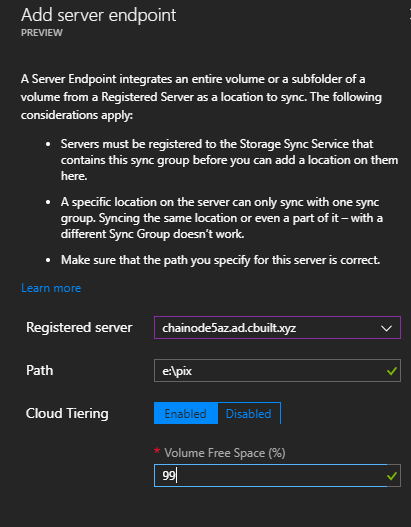 Add server endpoint
PREVIEW
A Server Endpoint integrates an entire volume or a subfolder of a
volume from a Registered Server as a location to sync. The following
considerations apply:
• Servers must be registered to the Storage Sync Service that
contains this sync group before you can add a location on them
here.
• A specific location on the server can only sync with one sync
group. Syncing the same location or even a part of it – with a
different Sync Group doesn't work.
• Make sure that the path you specify for this server is correct.
Learn more
Registered server
chainode5az.ad.cbuilt.xyz
Path
e:\pix
Cloud Tiering
Enabled Disabled
* Volume Free Space (%)
99